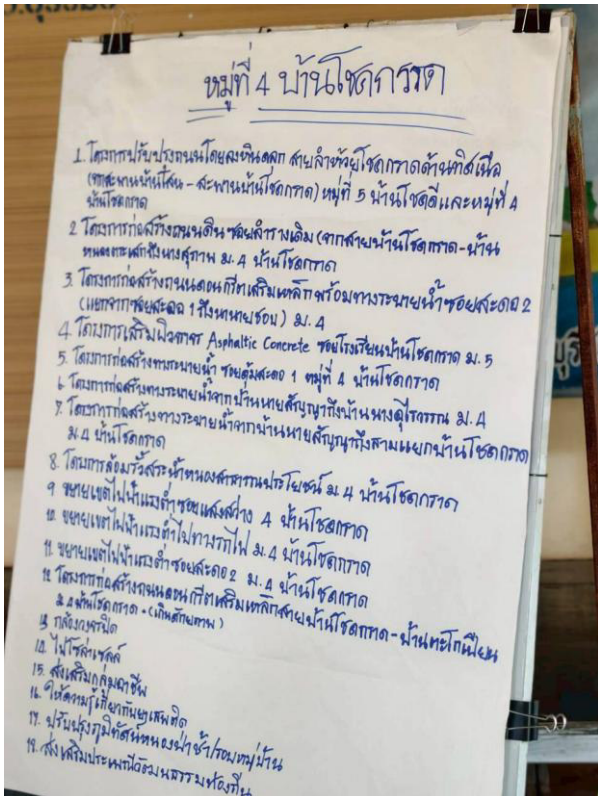 หมู่ที่ 4 บ้านโชดกราด
1. โครงการปรับปรุงถนนโดยลงหินคลุก สายลำห้วยโชดกราดด้านทิศเหนือ
(จากสะพานบ้านโสน - สะพานบ้านโชดกราด) หมู่ที่ 5 บ้านโชคดีและหมู่ที่ 4
บ้านโชดกราด
2. โครงการก่อสร้างถนนดินซอยลำรางเดิม (จากสายบ้านโชดกราด - บ้าน
ถึงนางสุภาพ ม.4 บ้านโชดกราด
3. โครงการก่อสร้างถนนคอนกรีตเสริมเหล็กพร้อมทางระบายน้ำซอยสะดอ 2
(แยกจากซอยสะดอ 1 ถึงนานายชอบ) ม.4
4. โครงการเสริมผิวจราจร Asphaltic Concrete ซอยโรงเรียนบ้านโชดกราด ม.5
5. โครงการก่อสร้างทางระบายน้ำ ซอยคุ้มสะดอ 1 หมู่ที่ 4 บ้านโชดกราด
6. โครงการก่อสร้างทางระบายน้ำจากบ้านนายสัญญาถึงบ้านนางอุไรวรรณ ม.4
7. โครงการก่อสร้างทางระบายน้ำจากบ้านนายสัญญาถึงสามแยกบ้านโชดกราด
ม.4 บ้านโชดกราด
8. โครงการล้อมรั้วสระน้ำหนองสาธารณประโยชน์ ม.4 บ้านโชดกราด
9 ขยายเขตไฟฟ้าแรงต่ำซอยแสงสว่าง 4 บ้านโชดกราด
10. ขยายเขตไฟฟ้าแรงต่ำไปทางรถไฟ ม.4 บ้านโชดกราด
11. ขยายเขตไฟฟ้าแรงต่ำซอยสะดอ 2 ม.4 บ้านโชดกราด
12 โครงการก่อสร้างถนนคอนกรีตเสริมเหล็กสายบ้านโชดกราด - บ้านตะโกเปียน
ม.4 บ้านโชดกราด - (เกินศักยภาพ)
13 กล้องวงจรปิด
14. ไฟโซล่าเซลล์
15. ส่งเสริมกลุ่มอาชีพ
16. ให้ความรู้เกี่ยวกับยาเสพติด
17. ปรับปรุงภูมิทัศน์หนองป่าช้า/รอบหมู่บ้าน
18. ส่งเสริมประเพณีวัฒนธรรมท้องถิ่น